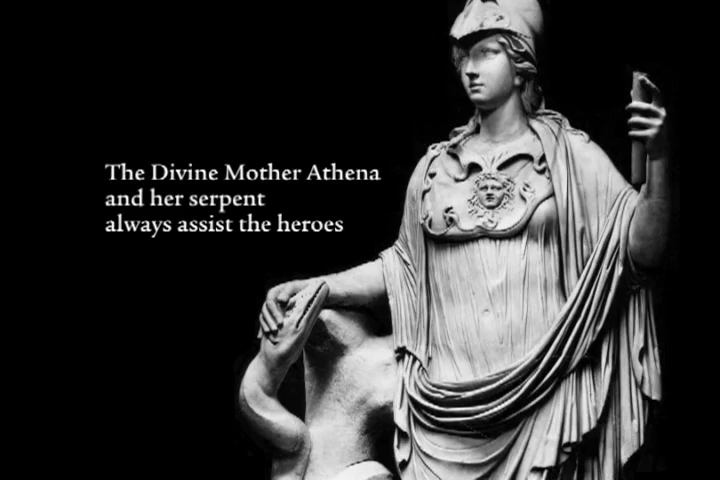 The Divine Mother Athena
and her serpent
always assist the heroes